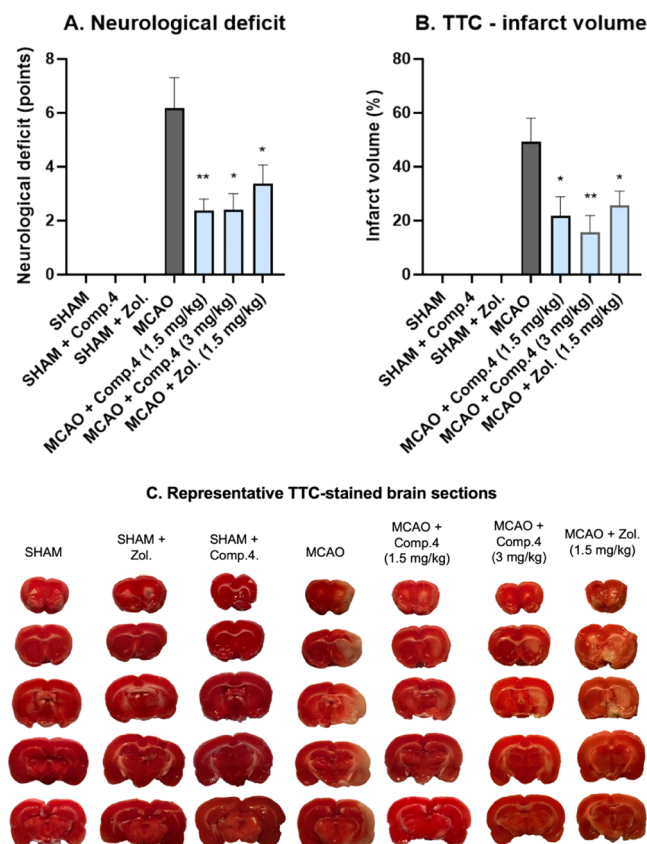 A. Neurological deficit
Neurological deficit (points)
8
6
4
2
0
**
*
*
SHAM
SHAM + Comp.4
SHAM + Zol.
MCAO
MCAO + Comp.4 (1.5 mg/kg)
MCAO + Comp.4 (3 mg/kg)
MCAO + Zol. (1.5 mg/kg)
B. TTC - infarct volume
Infarct volume (%)
80
60
40
20
0
*
**
*
SHAM
SHAM + Comp.4
SHAM + Zol.
MCAO
MCAO + Comp.4 (1.5 mg/kg)
MCAO + Comp.4 (3 mg/kg)
MCAO + Zol. (1.5 mg/kg)
C. Representative TTC-stained brain sections
SHAM
SHAM +
Zol.
SHAM +
Comp.4.
MCAO
MCAO +
Comp.4
(1.5 mg/kg)
MCAO +
Comp.4
(3 mg/kg)
MCAO + Zol.
(1.5 mg/kg)